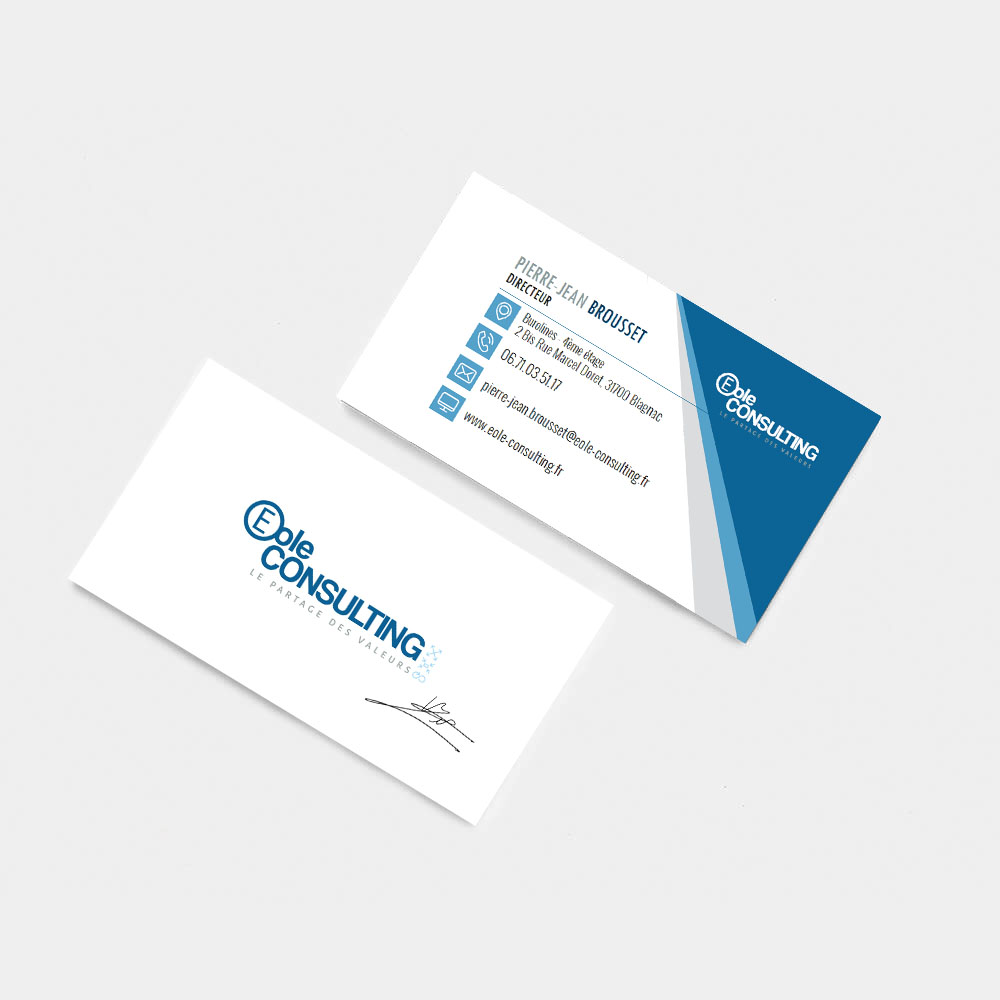 PIERRE-JEAN BROUSSET
DIRECTEUR
Burolines - 4ème étage
2 Bis Rue Marcel Doret, 31700 Blagnac
06.71.03.51.17
pierre-jean.brousset@eole-consulting.fr
www.eole-consulting.fr
Eole
CONSULTING
LE PARTAGE DES VALEURS
Eole
CONSULTING
LE PARTAGE DES VALEURS